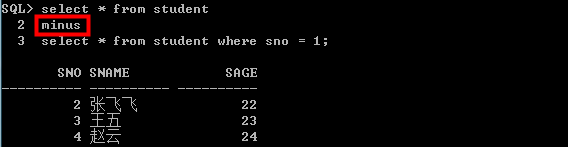 SQL> select * from student
2 minus
3 select * from student where sno = 1;
SNO SNAME SAGE
---------- ---------- ----------
2 张飞飞 22
3 王五 23
4 赵云 24